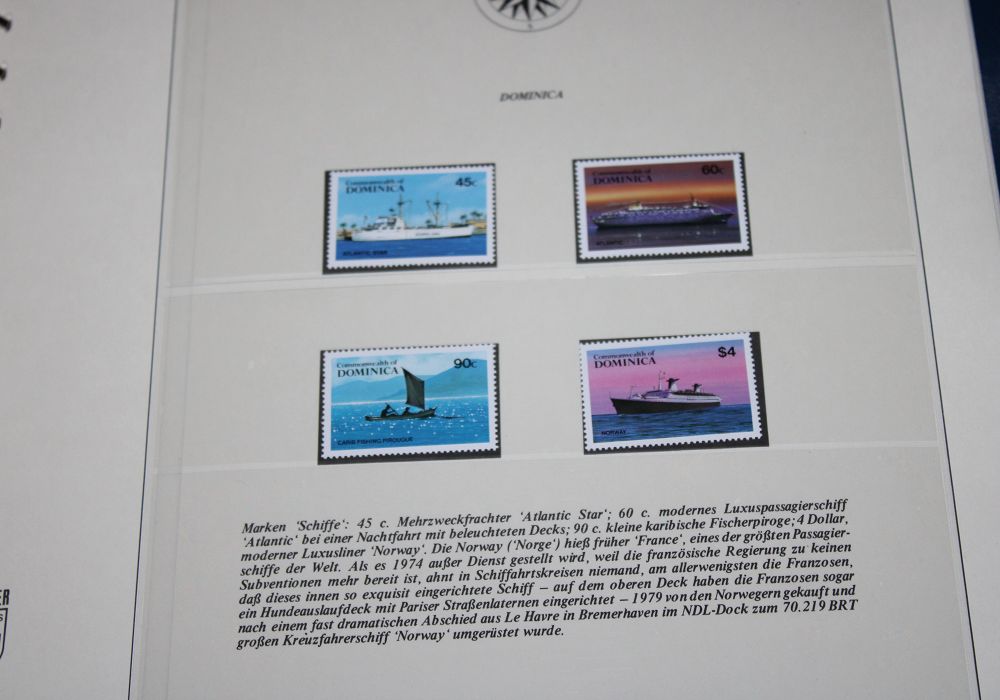 DOMINICA
Commonwealth of
DOMINICA
45c
ATLANTIC STAR
Commonwealth of
DOMINICA
60c
ATLANTIC
Commonwealth of
DOMINICA
90c
CARIB FISHING PIROUGUE
Commonwealth of
DOMINICA
$4
NORWAY
Marken 'Schiffe': 45 c. Mehrzweckfrachter 'Atlantic Star'; 60 c. modernes Luxuspassagierschiff
'Atlantic' bei einer Nachtfahrt mit beleuchteten Decks; 90 c. kleine karibische Fischerpiroge; 4 Dollar,
moderner Luxusliner 'Norway'. Die Norway ('Norge') hieß früher 'France', eines der größten Passagier-
schiffe der Welt. Als es 1974 außer Dienst gestellt wird, weil die französische Regierung zu keinen
Subventionen mehr bereit ist, ahnt in Schiffahrtskreisen niemand, am allerwenigsten die Franzosen,
daß dieses innen so exquisit eingerichtete Schiff – auf dem oberen Deck haben die Franzosen sogar
ein Hundeauslaufdeck mit Pariser Straßenlaternen eingerichtet – 1979 von den Norwegern gekauft und
nach einem fast dramatischen Abschied aus Le Havre in Bremerhaven im NDL-Dock zum 70.219 BRT
großen Kreuzfahrerschiff 'Norway' umgerüstet wurde.